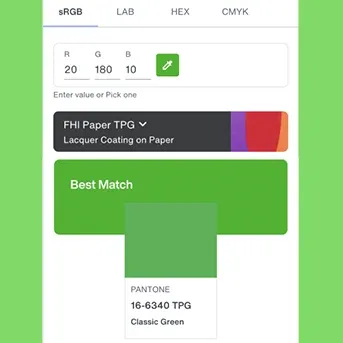 sRGB LAB HEX CMYK
R G B
20 180 10
Enter value or Pick one
FHI Paper TPG
Lacquer Coating on Paper
Best Match
PANTONE
16-6340 TPG
Classic Green